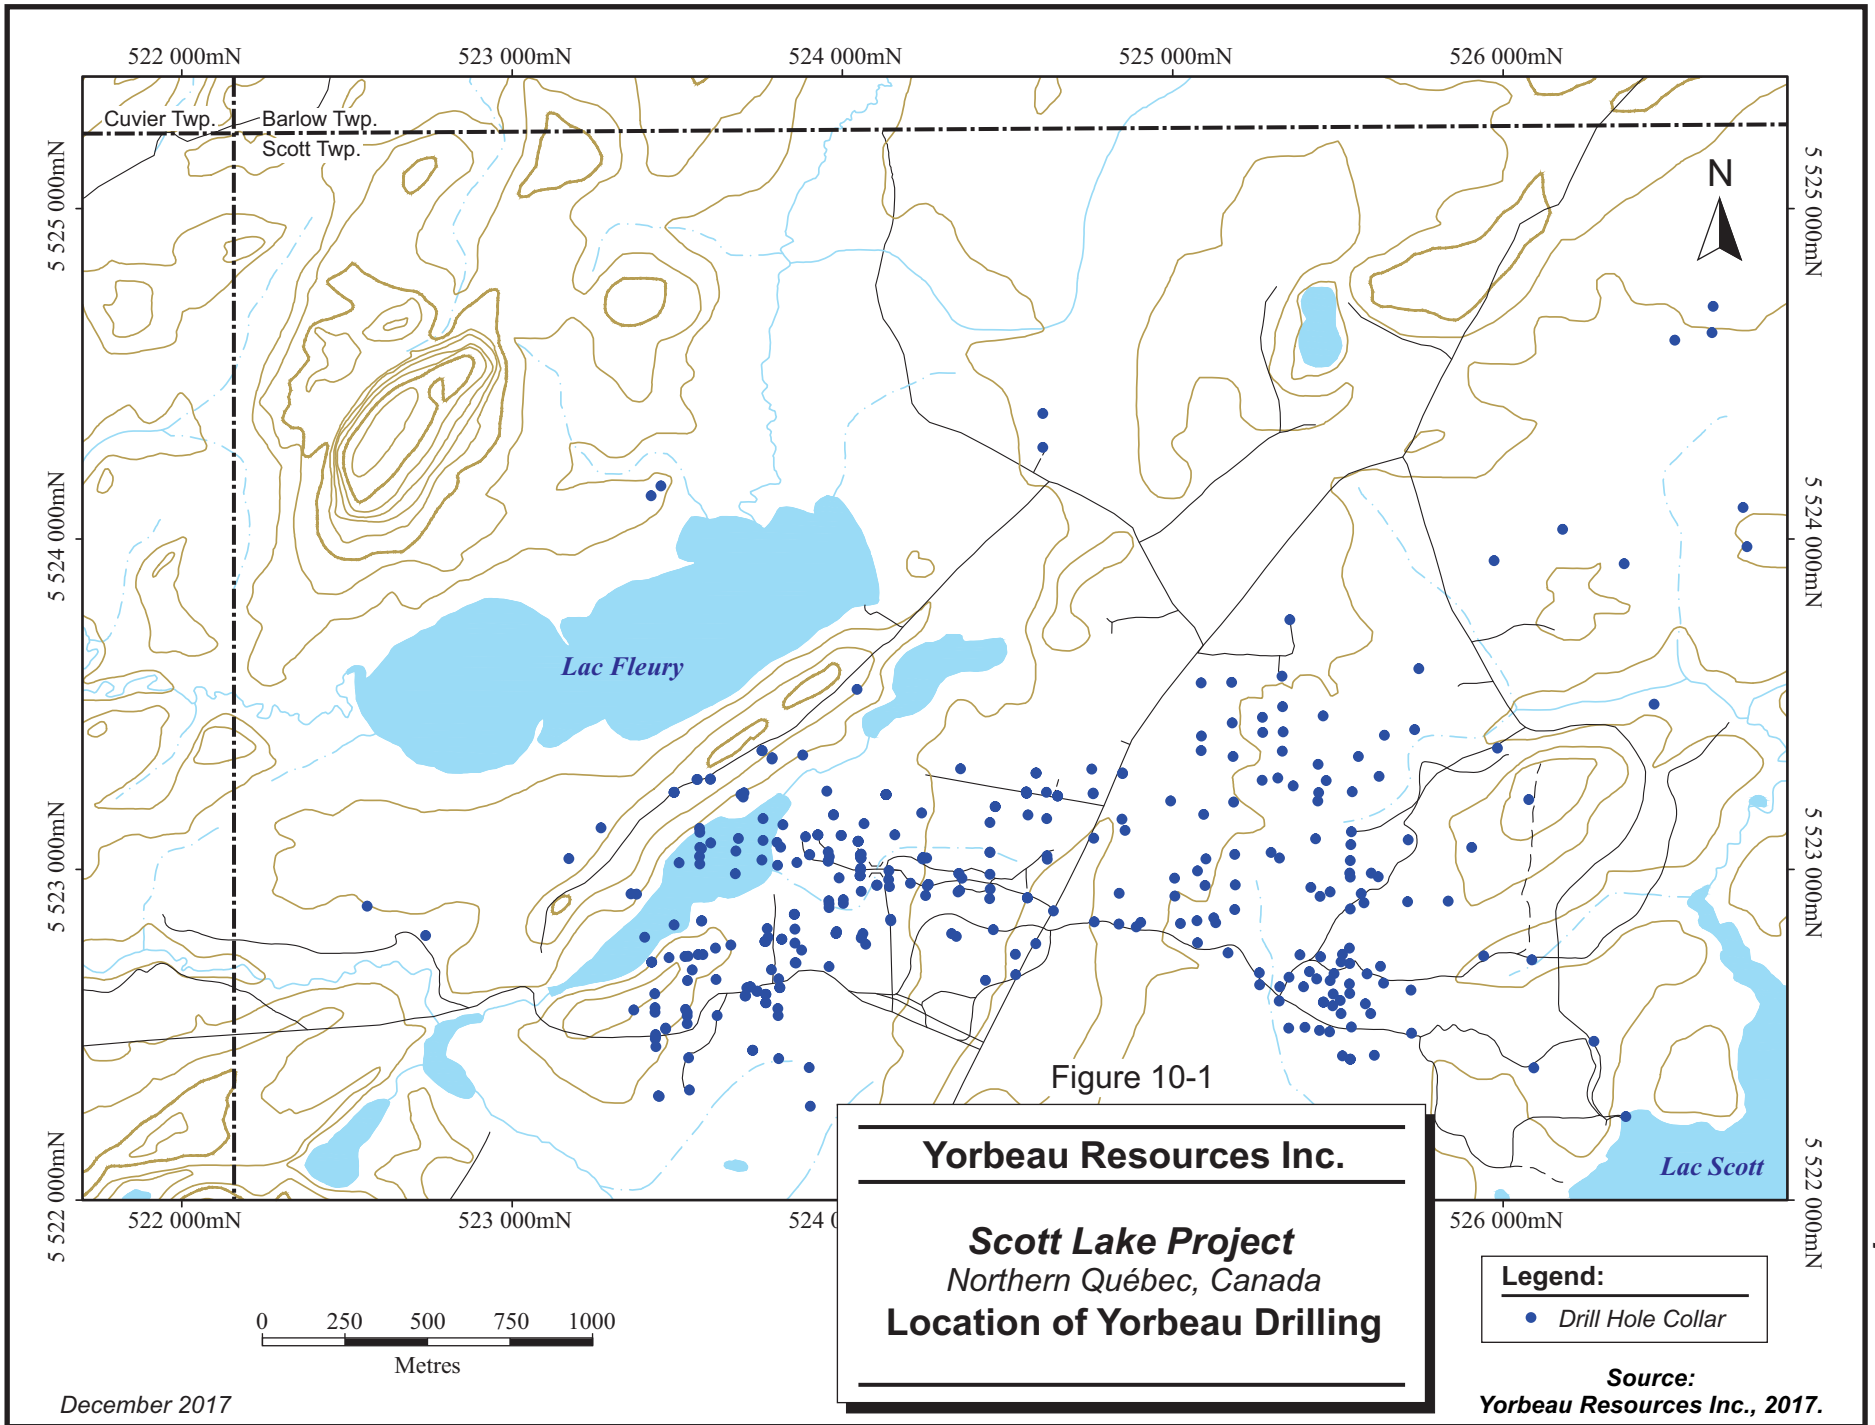 522 000mN 523 000mN 524 000mN 525 000mN 526 000mN
Cuvier Twp. Barlow Twp.
Scott Twp.
5 525 000mN
5 525 000mN
N
5 524 000mN
5 524 000mN
Lac Fleury
5 523 000mN
5 523 000mN
Figure 10-1
Yorbeau Resources Inc.
Scott Lake Project
Northern Québec, Canada
Location of Yorbeau Drilling
Lac Scott
5 522 000mN
5 522 000mN
522 000mN 523 000mN 524 0 526 000mN
Legend:
Drill Hole Collar
0 250 500 750 1000
Metres
December 2017
Source:
Yorbeau Resources Inc., 2017.